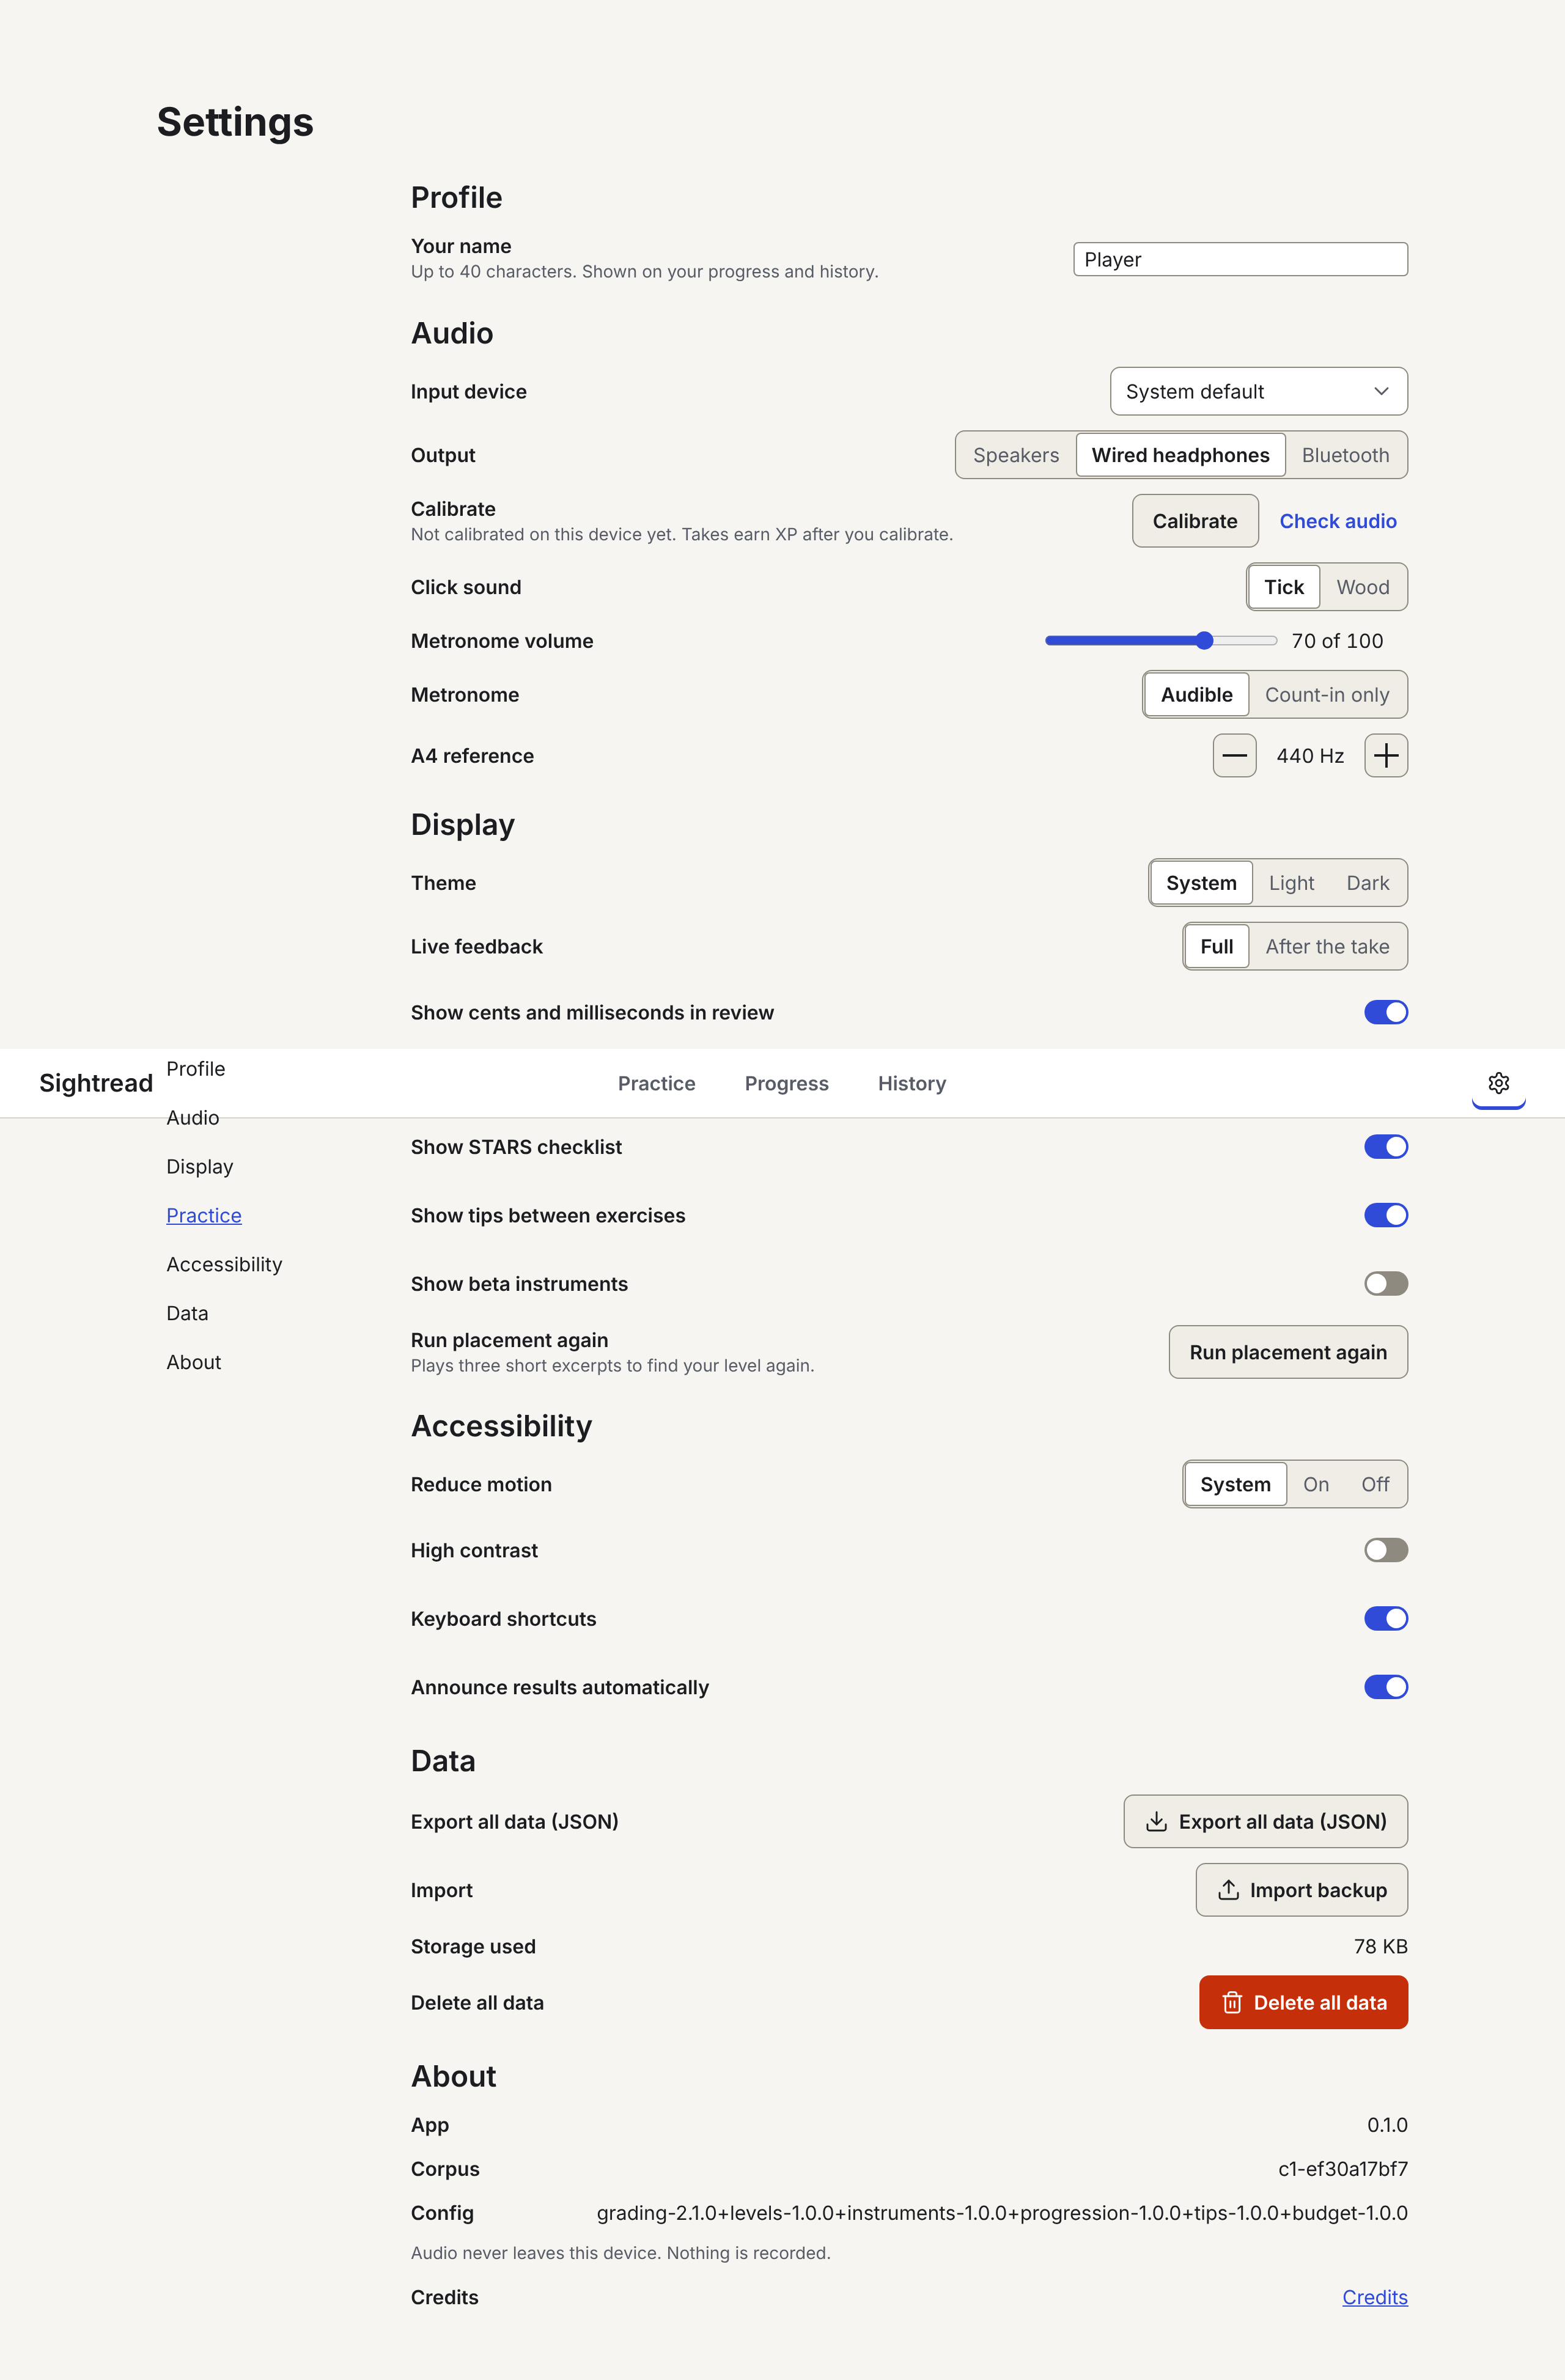 Settings
Profile
Your name
Up to 40 characters. Shown on your progress and history.
Player
Audio
Input device
System default
Output
Speakers
Wired headphones
Bluetooth
Calibrate
Not calibrated on this device yet. Takes earn XP after you calibrate.
Calibrate
Check audio
Click sound
Tick
Wood
Metronome volume
70 of 100
Metronome
Audible
Count-in only
A4 reference
440 Hz
Display
Theme
System
Light
Dark
Live feedback
Full
After the take
Show cents and milliseconds in review
Sightread
Practice
Progress
History
Profile
Audio
Display
Practice
Accessibility
Data
About
Show STARS checklist
Show tips between exercises
Show beta instruments
Run placement again
Plays three short excerpts to find your level again.
Run placement again
Accessibility
Reduce motion
System
On
Off
High contrast
Keyboard shortcuts
Announce results automatically
Data
Export all data (JSON)
Export all data (JSON)
Import
Import backup
Storage used
78 KB
Delete all data
Delete all data
About
App
0.1.0
Corpus
c1-ef30a17bf7
Config
grading-2.1.0+levels-1.0.0+instruments-1.0.0+progression-1.0.0+tips-1.0.0+budget-1.0.0
Audio never leaves this device. Nothing is recorded.
Credits
Credits